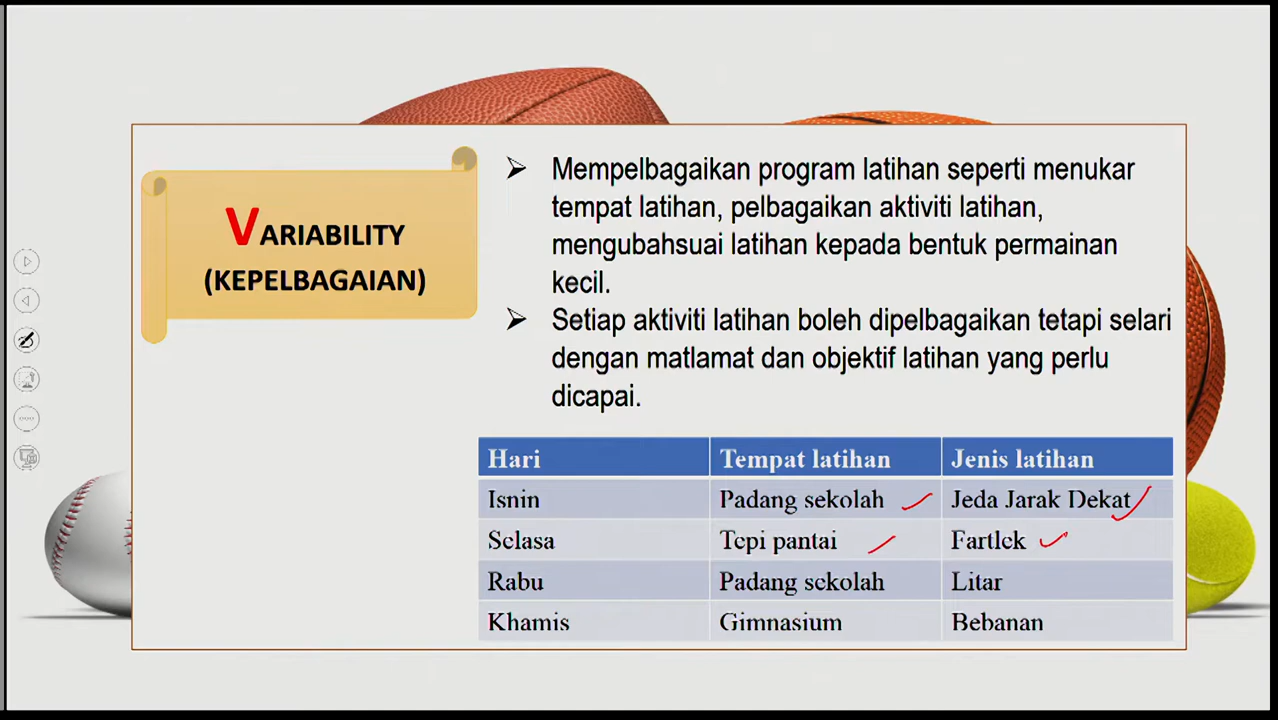 VARIABILITY
(KEPELBAGAIAN)
Mempelbagaikan program latihan seperti menukar
tempat latihan, pelbagaikan aktiviti latihan,
mengubahsuai latihan kepada bentuk permainan
kecil.
Setiap aktiviti latihan boleh dipelbagaikan tetapi selari
dengan matlamat dan objektif latihan yang perlu
dicapai.
Hari Tempat latihan Jenis latihan
Isnin Padang sekolah Jeda Jarak Dekat
Selasa Tepi pantai Fartlek
Rabu Padang sekolah Litar
Khamis Gimnasium Bebanan